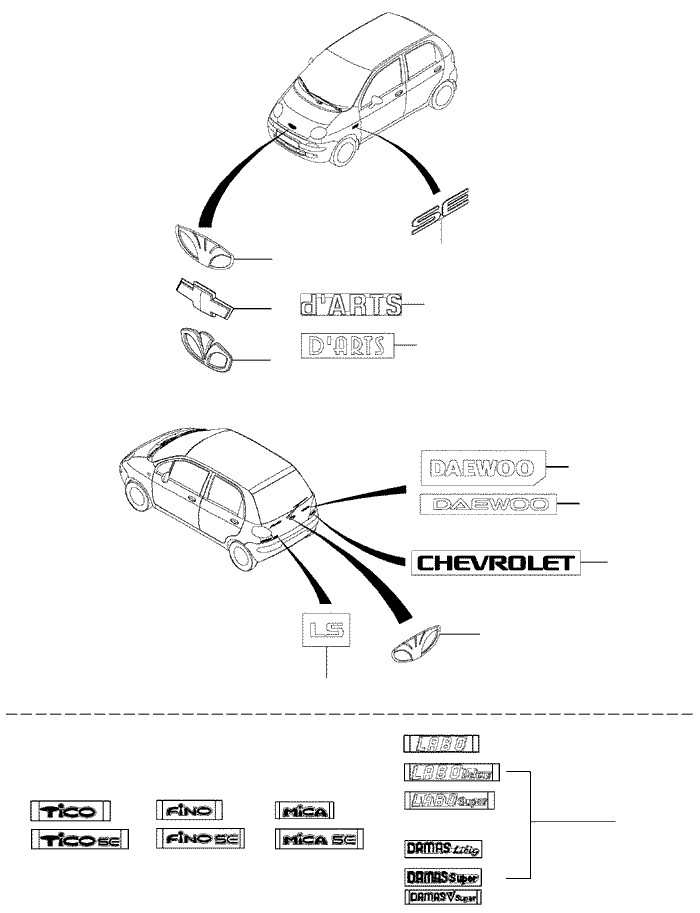 SE
d'ARTS
D'ARTS
DAEWOO
DAEWOO
CHEVROLET
LS
LABO
LABO Deluxe
LABO Super
TICO
FINO
MICA
TICO SE
FINO SE
MICA SE
DAMAS
DAMAS Super
DAMAS Super